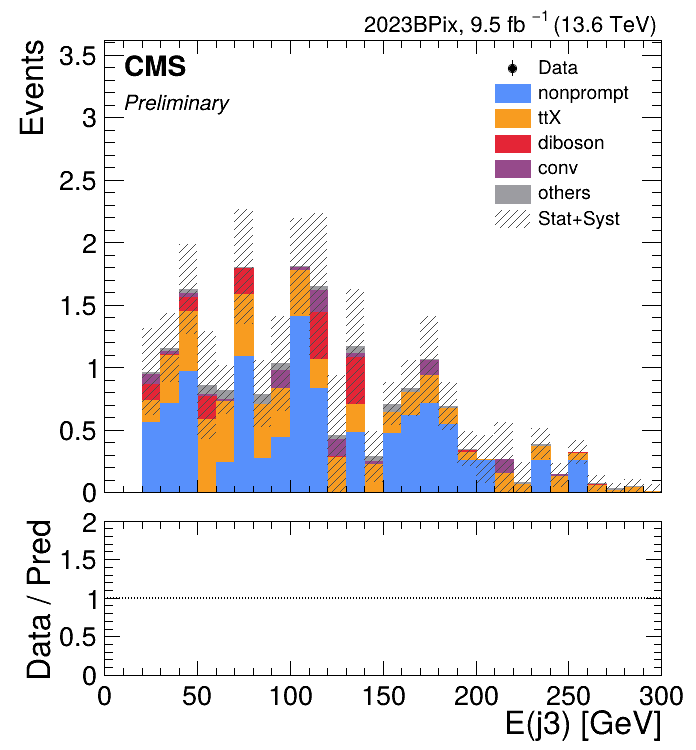 2023BPix, 9.5 fb⁻¹ (13.6 TeV)
CMS
Preliminary
Events
3.5
3
2.5
2
1.5
1
0.5
0
Data
nonprompt
ttX
diboson
conv
others
Stat+Syst
Data / Pred
2
1.5
1
0.5
0
0 50 100 150 200 250 300
E(j3) [GeV]